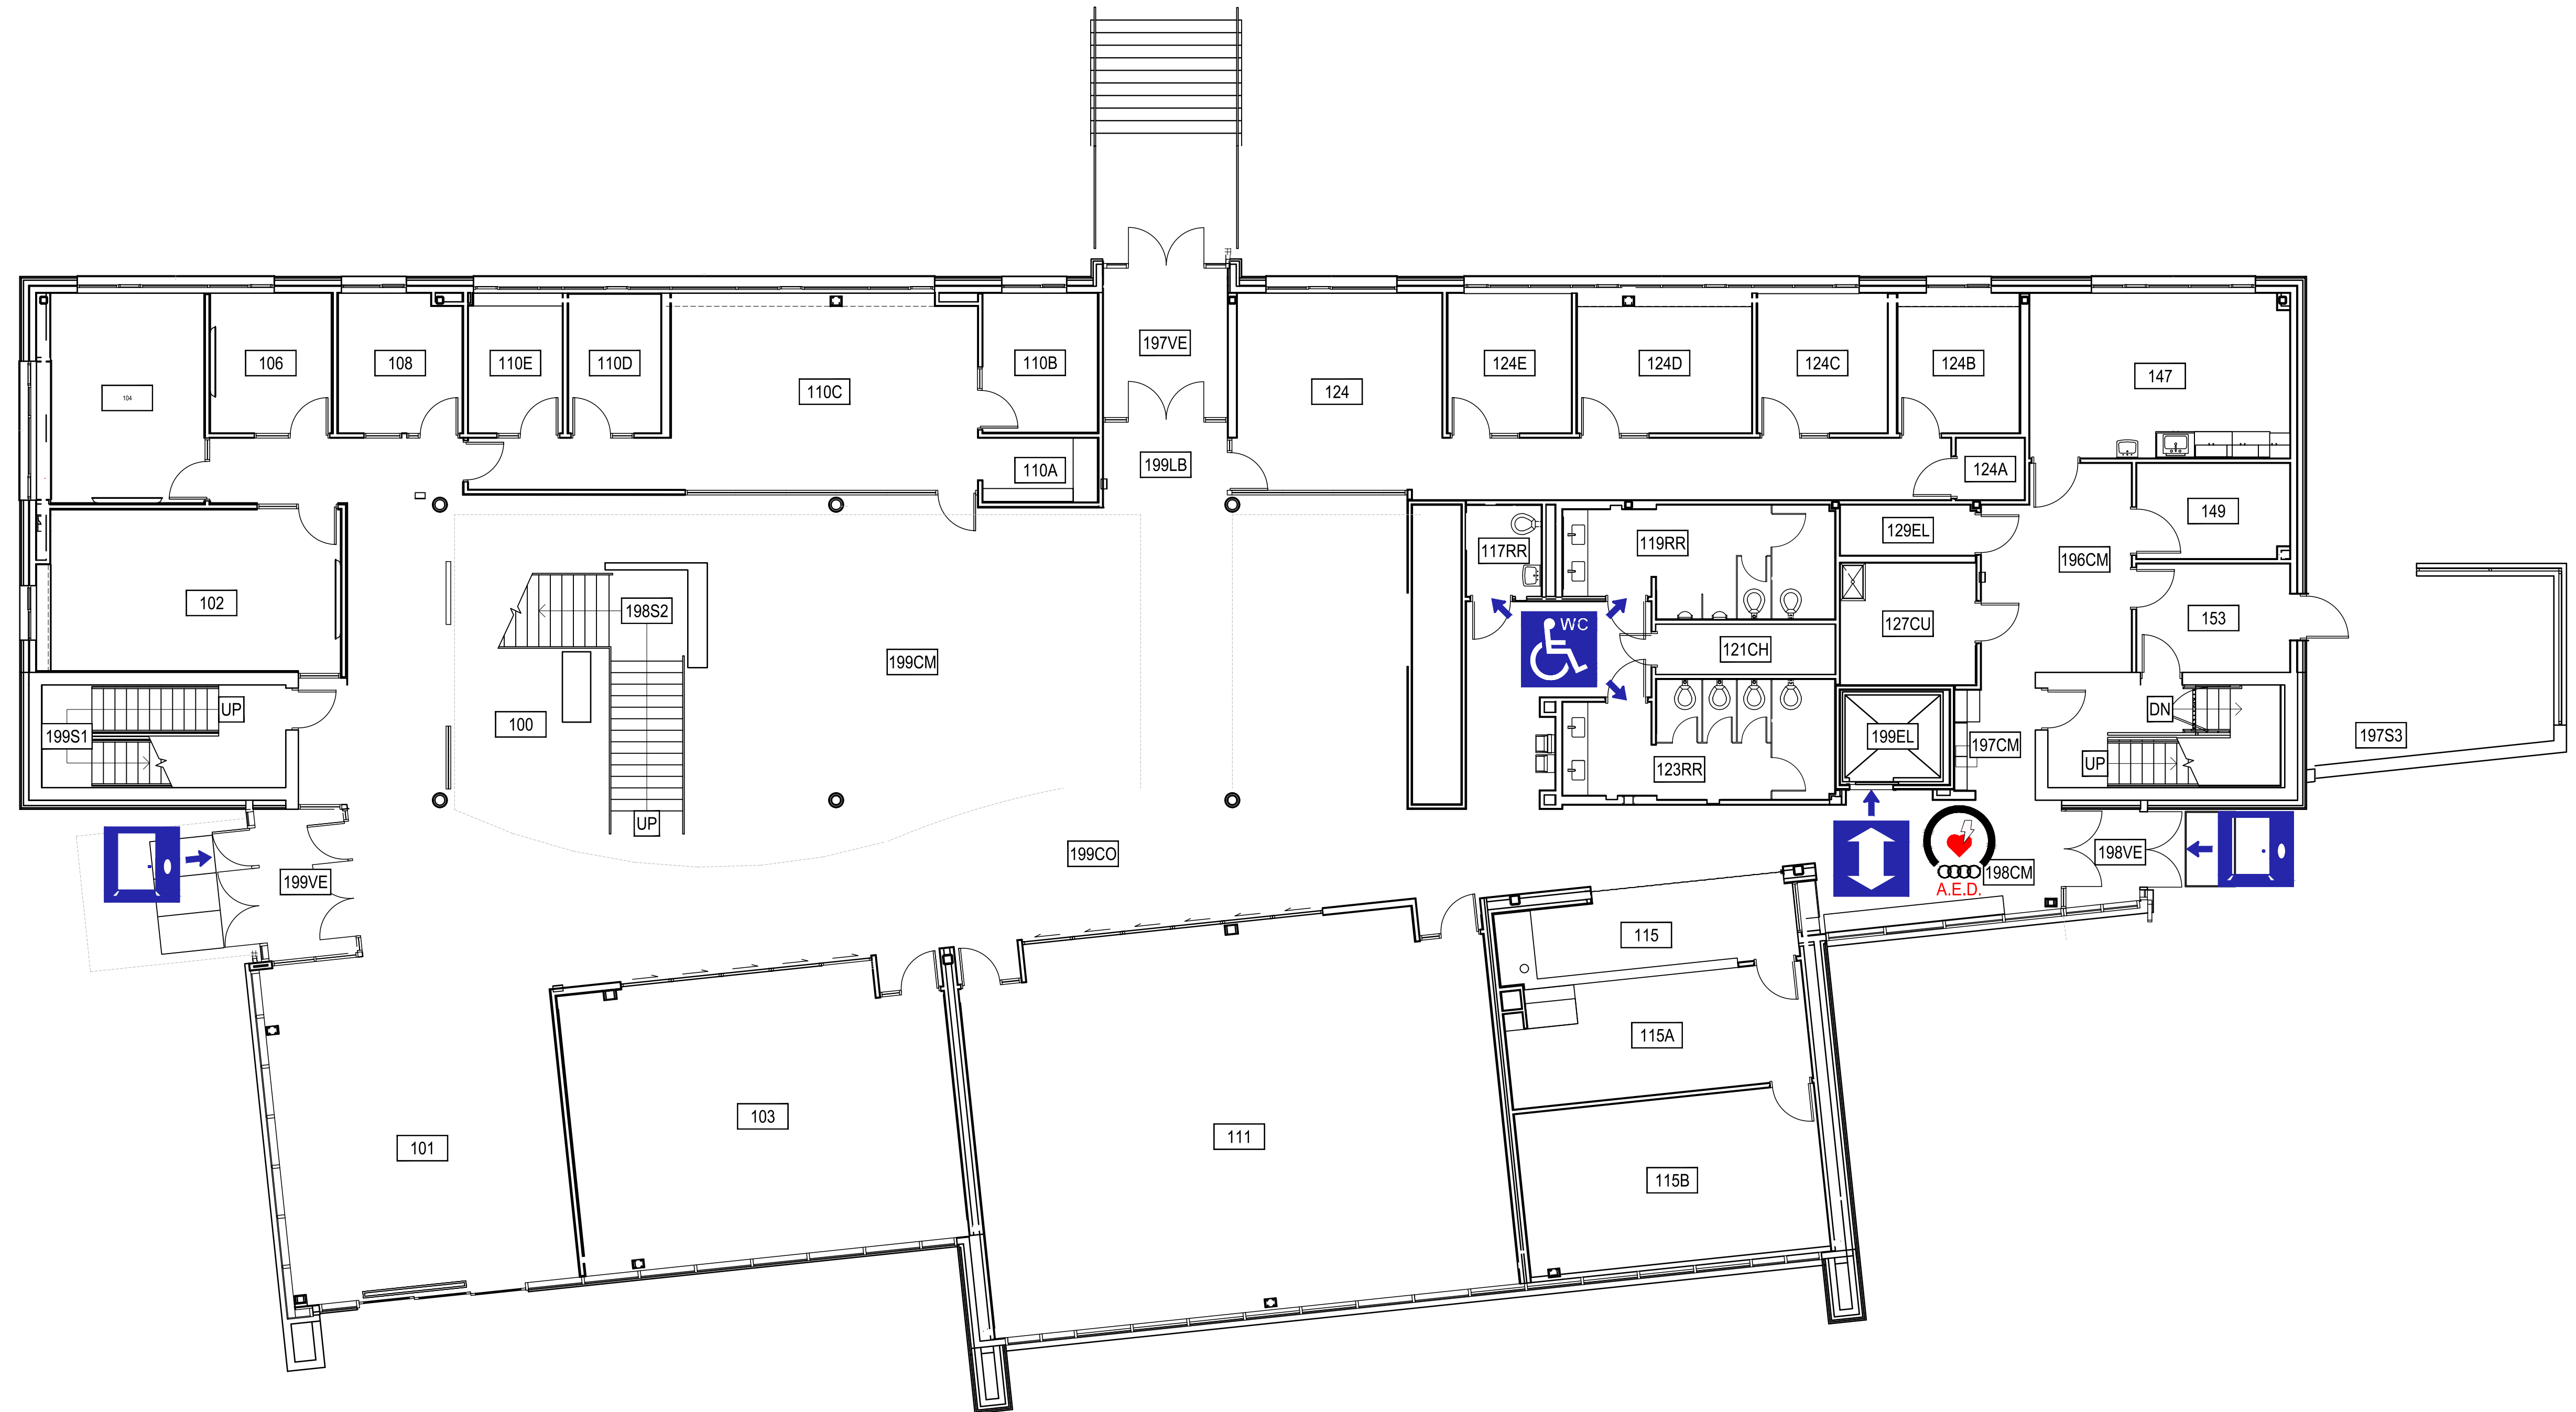 197VE
106
108
110E
110D
110C
110B
124
124E
124D
124C
124B
147
104
110A
199LB
124A
149
129EL
117RR
119RR
196CM
102
198S2
153
127CU
121CH
199CM
UP
199S1
100
DN
197S3
199EL
197CM
UP
123RR
UP
WC
199CO
198VE
199VE
198CM
A.E.D.
115
115A
103
111
101
115B